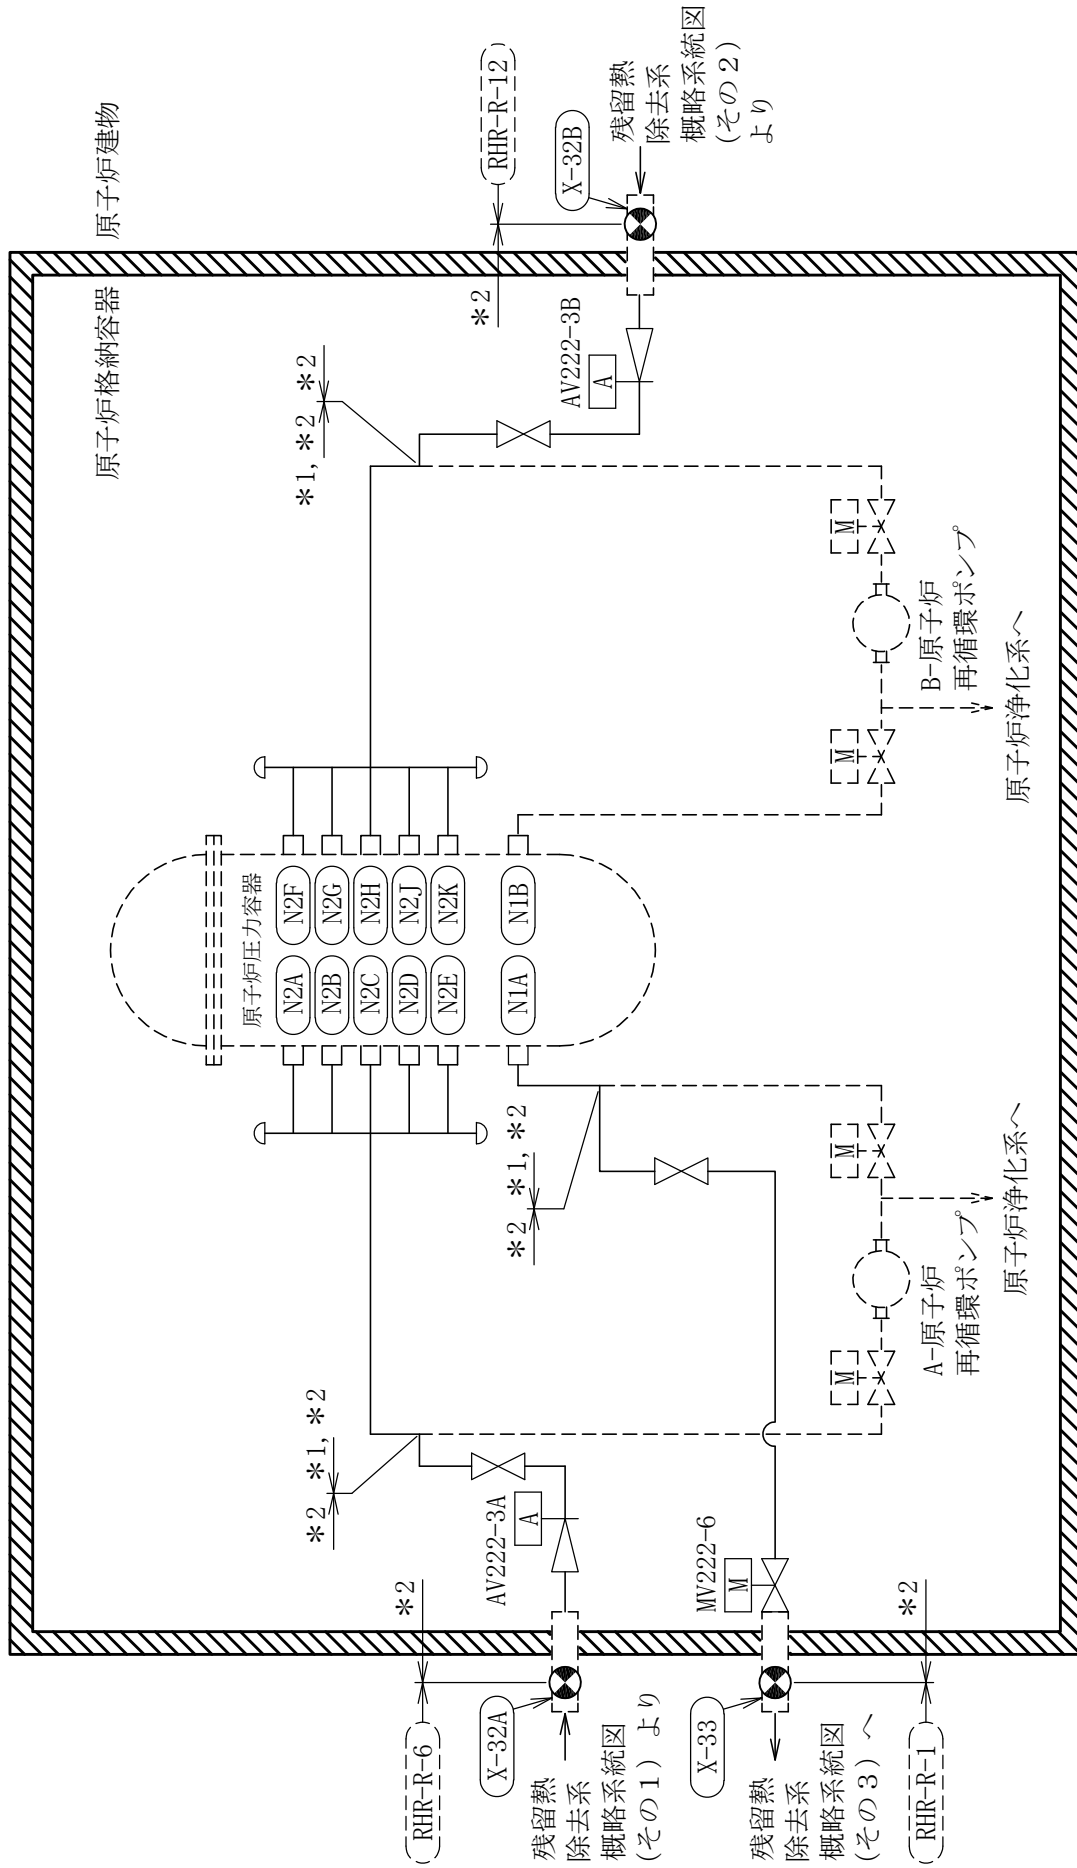 原子炉格納容器
原子炉建物
RHR-R-6
*2
X-32A
残留熱
除去系
概略系統図
(その1) より
AV222-3A
A
*2
*1, *2
X-33
残留熱
除去系
概略系統図
(その3) へ
MV222-6
M
RHR-R-1
*2
*2
*1, *2
原子炉圧力容器
N2A
N2F
N2B
N2G
N2C
N2H
N2D
N2J
N2E
N2K
N1A
N1B
M
M
A-原子炉
再循環ポンプ
原子炉浄化系へ
M
M
B-原子炉
再循環ポンプ
原子炉浄化系へ
*1, *2
*2
AV222-3B
A
*2
RHR-R-12
X-32B
残留熱
除去系
概略系統図
(その2)
より